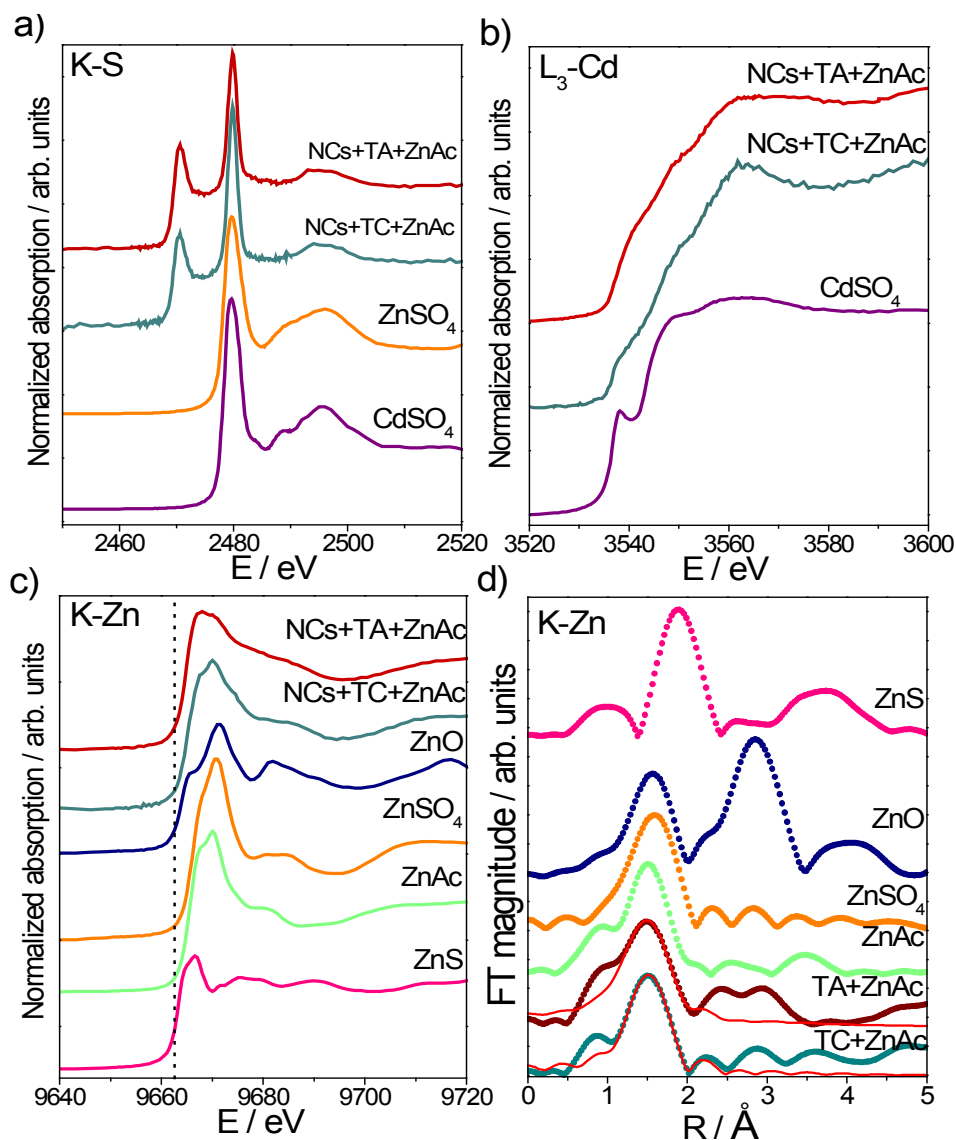 a)
K-S
Normalized absorption / arb. units
NCs+TA+ZnAc
NCs+TC+ZnAc
ZnSO4
CdSO4
2460 2480 2500 2520
E / eV
b)
L3-Cd
Normalized absorption / arb. units
NCs+TA+ZnAc
NCs+TC+ZnAc
CdSO4
3520 3540 3560 3580 3600
E / eV
c)
K-Zn
Normalized absorption / arb. units
NCs+TA+ZnAc
NCs+TC+ZnAc
ZnO
ZnSO4
ZnAc
ZnS
9640 9660 9680 9700 9720
E / eV
d)
K-Zn
FT magnitude / arb. units
ZnS
ZnO
ZnSO4
ZnAc
TA+ZnAc
TC+ZnAc
0 1 2 3 4 5
R / Å